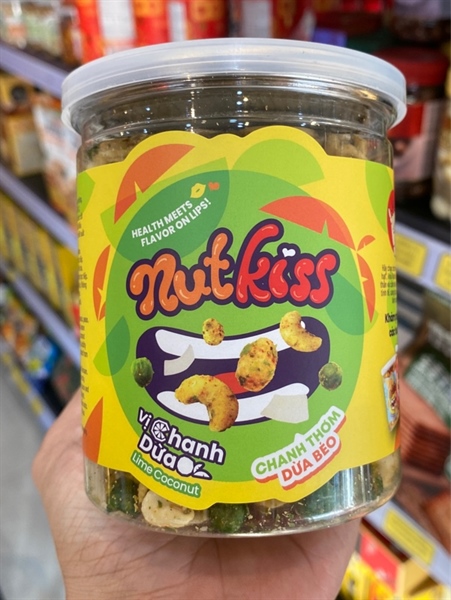 HEALTH MEETS
FLAVOR ON LIPS!
nutkiss
vị Chanh
Dừa
Lime Coconut
CHANH THƠM
DỪA BÉO